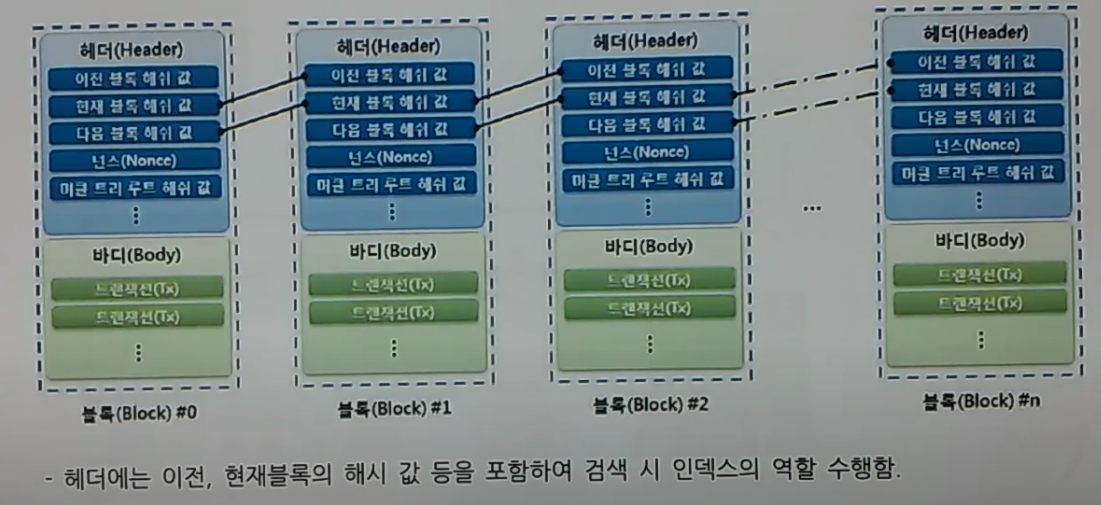 헤더(Header)
이전 블록 해쉬 값
현재 블록 해쉬 값
다음 블록 해쉬 값
넌스(Nonce)
머클 트리 루트 해쉬 값
바디(Body)
트랜잭션(Tx)
트랜잭션(Tx)
블록(Block) #0
헤더(Header)
이전 블록 해쉬 값
현재 블록 해쉬 값
다음 블록 해쉬 값
넌스(Nonce)
머클 트리 루트 해쉬 값
바디(Body)
트랜잭션(Tx)
트랜잭션(Tx)
블록(Block) #1
헤더(Header)
이전 블록 해쉬 값
현재 블록 해쉬 값
다음 블록 해쉬 값
넌스(Nonce)
머클 트리 루트 해쉬 값
바디(Body)
트랜잭션(Tx)
트랜잭션(Tx)
블록(Block) #2
...
헤더(Header)
이전 블록 해쉬 값
현재 블록 해쉬 값
다음 블록 해쉬 값
넌스(Nonce)
머클 트리 루트 해쉬 값
바디(Body)
트랜잭션(Tx)
트랜잭션(Tx)
블록(Block) #n
- 헤더에는 이전, 현재블록의 해시 값 등을 포함하여 검색 시 인덱스의 역할 수행함.